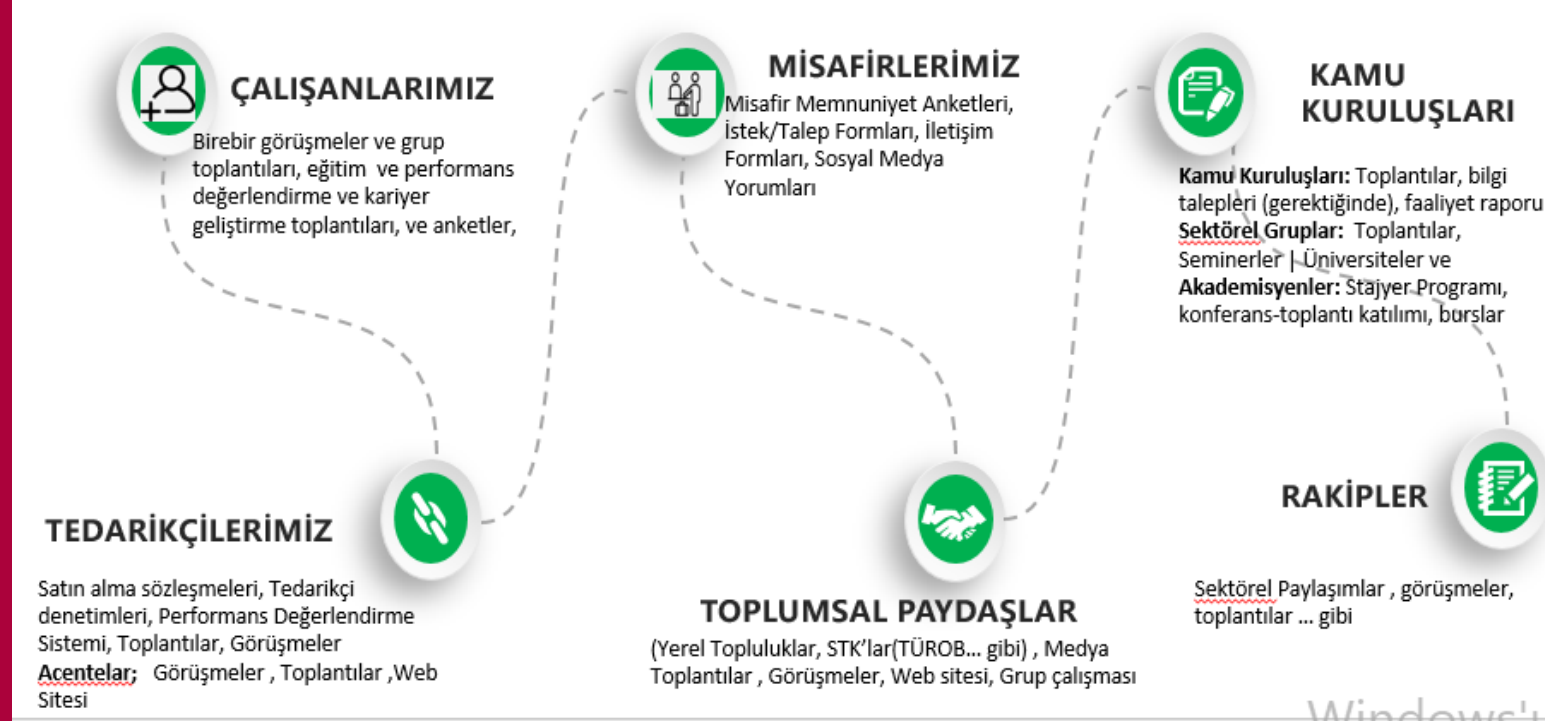 ÇALIŞANLARIMIZ
Birebir görüşmeler ve grup
toplantıları, eğitim ve performans
değerlendirme ve kariyer
geliştirme toplantıları, ve anketler,
TEDARİKÇİLERİMİZ
Satın alma sözleşmeleri, Tedarikçi
denetimleri, Performans Değerlendirme
Sistemi, Toplantılar, Görüşmeler
Acentelar; Görüşmeler , Toplantılar ,Web
Sitesi
MİSAFİRLERİMİZ
Misafir Memnuniyet Anketleri,
İstek/Talep Formları, İletişim
Formları, Sosyal Medya
Yorumları
TOPLUMSAL PAYDAŞLAR
(Yerel Topluluklar, STK'lar(TÜROB... gibi) , Medya
Toplantılar , Görüşmeler, Web sitesi, Grup çalışması
KAMU
KURULUŞLARI
Kamu Kuruluşları: Toplantılar, bilgi
talepleri (gerektiğinde), faaliyet raporu
Sektörel Gruplar: Toplantılar,
Seminerler | Üniversiteler ve
Akademisyenler: Stajyer Programı,
konferans-toplantı katılımı, burslar
RAKİPLER
Sektörel Paylaşımlar , görüşmeler,
toplantılar ... gibi